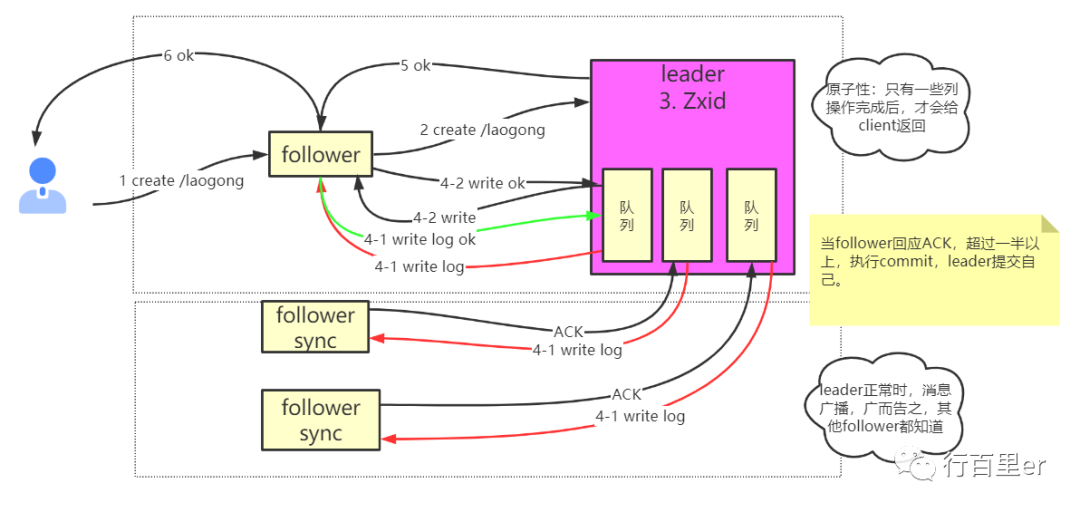 6 ok
5 ok
leader
3. Zxid
2 create /laogong
follower
1 create /laogong
4-2 write ok
4-2 write
4-1 write log ok
4-1 write log
队
列
队
列
队
列
原子性：只有一些列
操作完成后，才会给
client返回
当follower回应ACK，超过一半以
上，执行commit，leader提交自
己。
follower
sync
ACK
4-1 write log
follower
sync
ACK
4-1 write log
leader正常时，消息
广播，广而告之，其
他follower都知道
行百里er